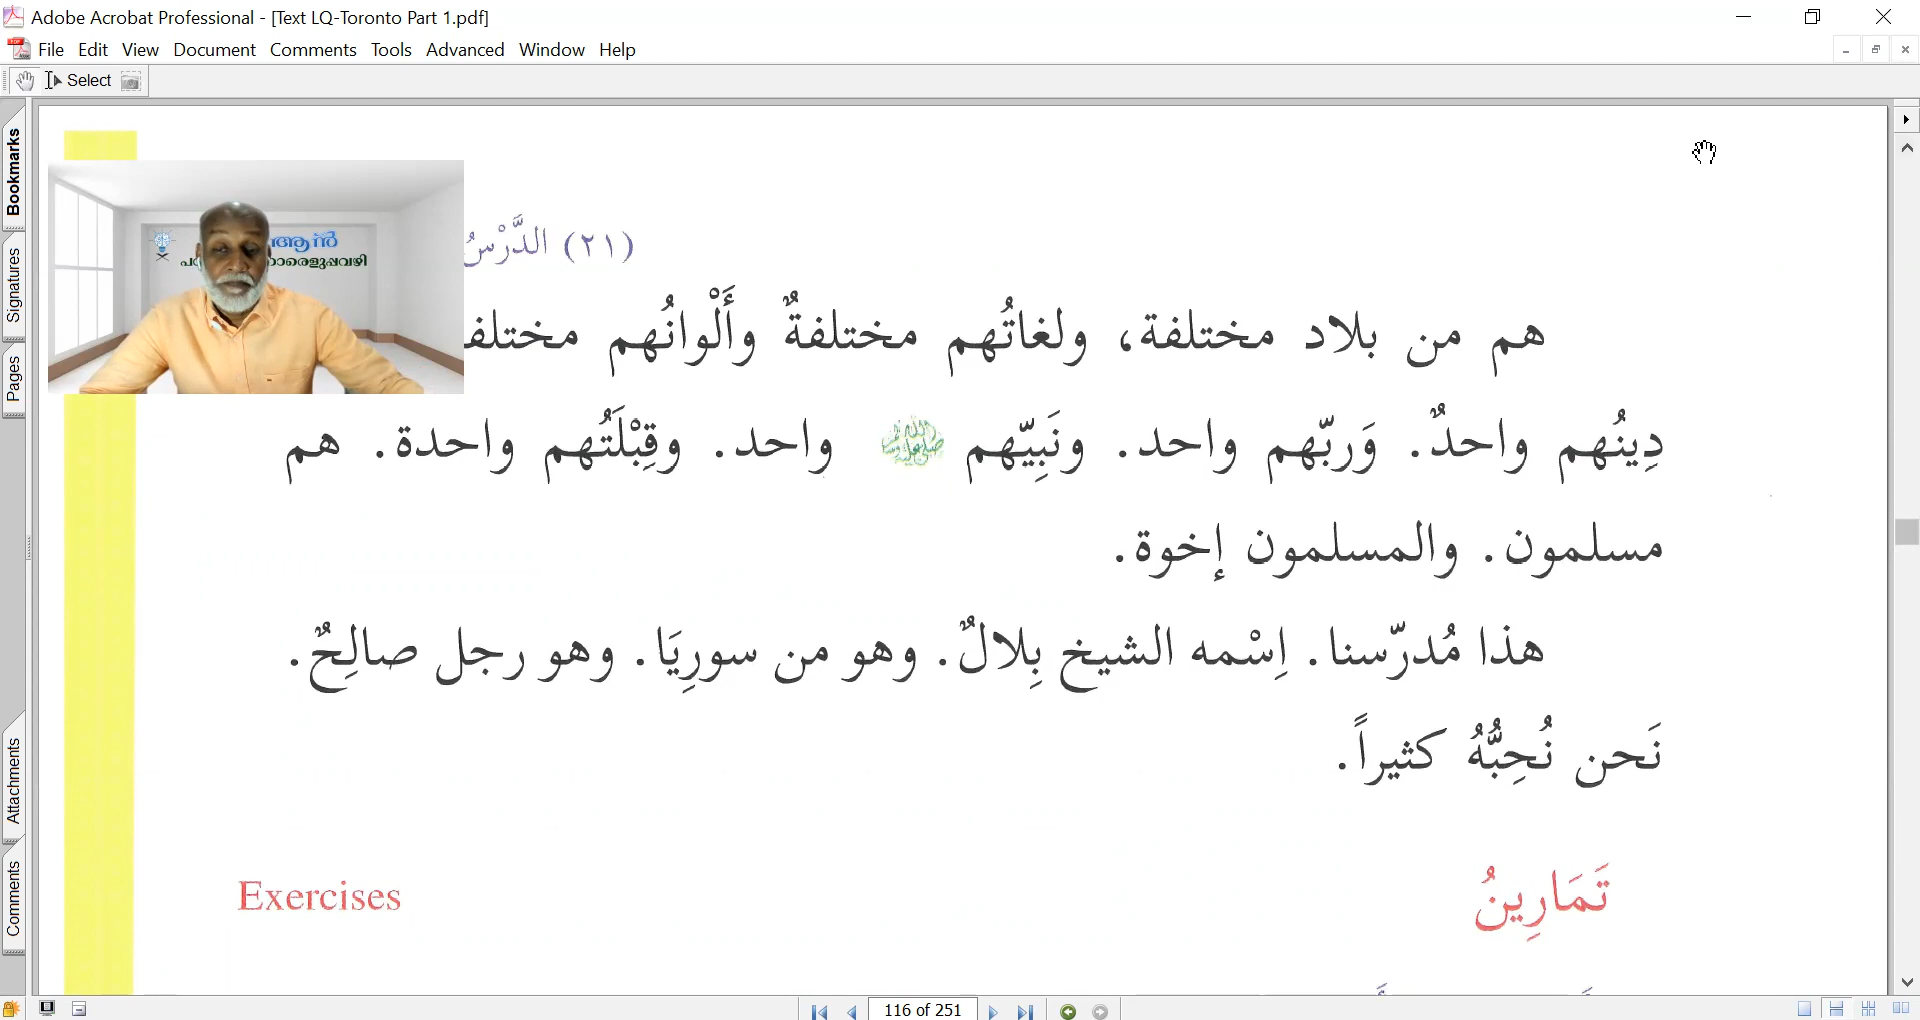 Adobe Acrobat Professional - [Text LQ-Toronto Part 1.pdf]
File Edit View Document Comments Tools Advanced Window Help
Select
Bookmarks
Signatures
Pages
Attachments
Comments
(٢١) الدَّرْسُ
هم من بلاد مختلفة، ولغاتُهم مختلفةٌ وأَلْوانُهم
دِينُهم واحدٌ. وَربّهم واحد. ونَبِيّهم ﷺ واحد. وقِبْلَتُهم واحدة. هم
مسلمون. والمسلمون إخوة.
هذا مُدرّسنا. اِسْمه الشيخ بِلالٌ. وهو من سورِيَا. وهو رجل صالِحٌ.
نَحن نُحِبُّهُ كثيراً.
Exercises تَمَارِينُ
116 of 251